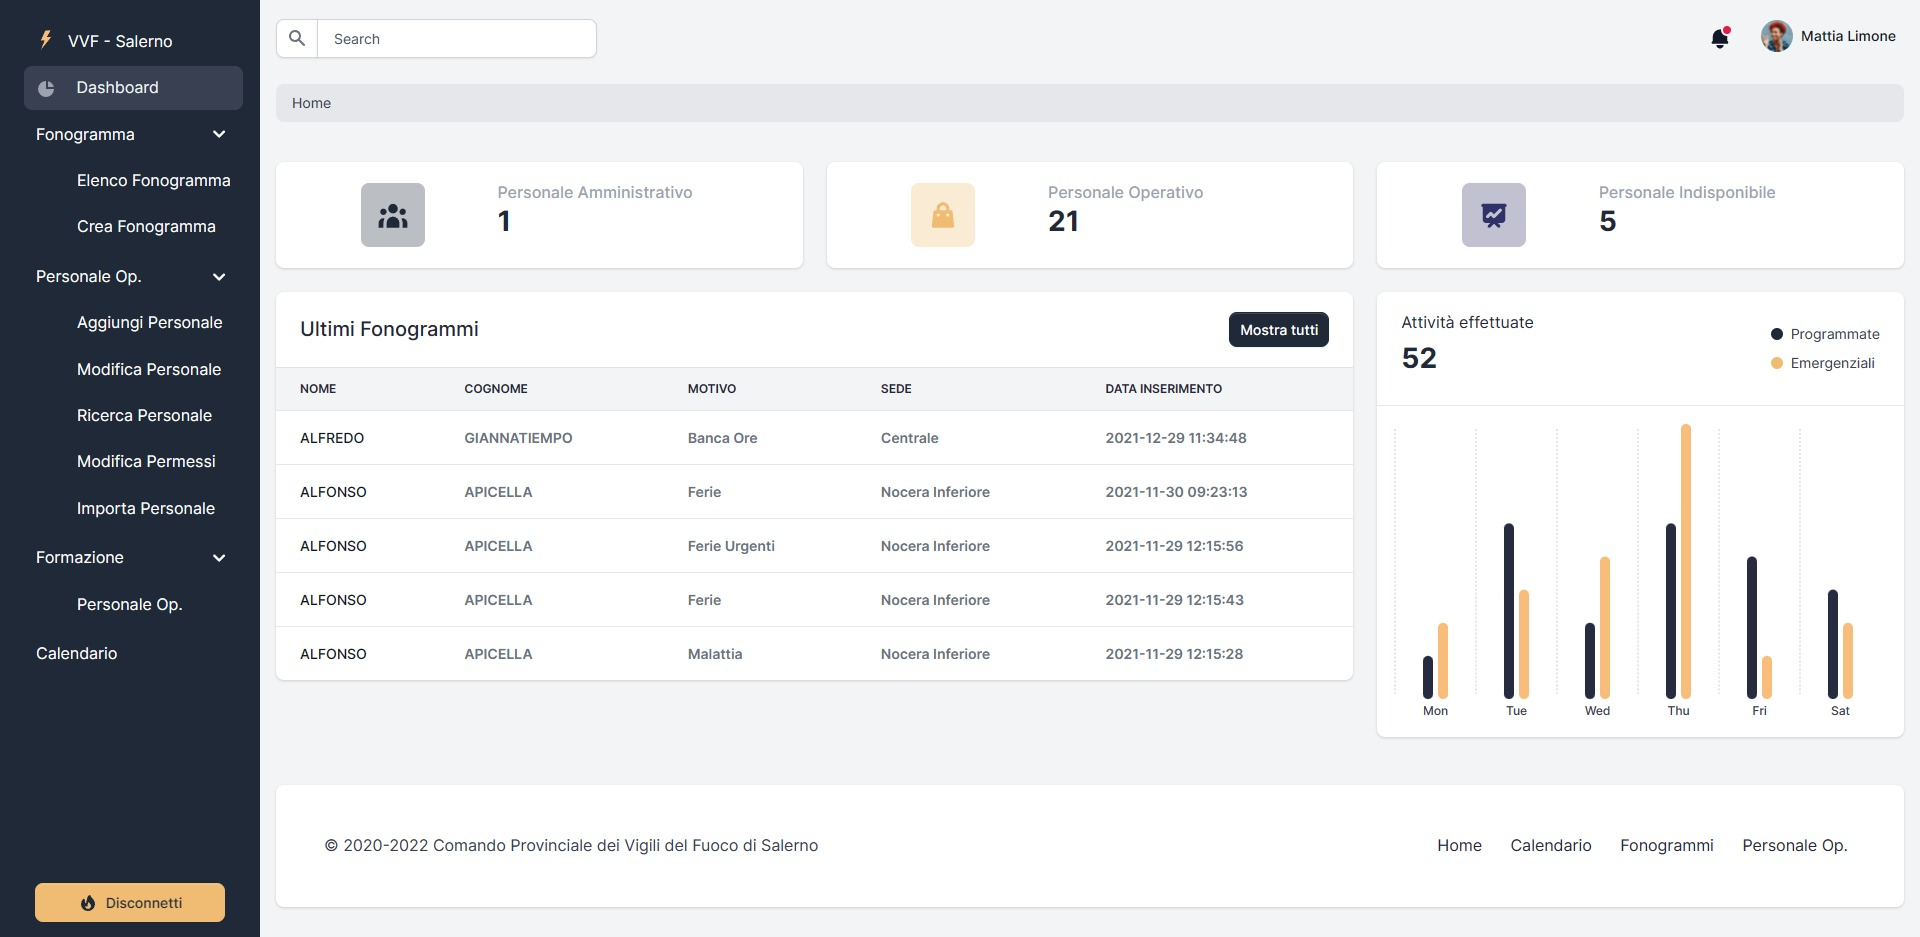 VVF - Salerno
Dashboard
Fonogramma
Elenco Fonogramma
Crea Fonogramma
Personale Op.
Aggiungi Personale
Modifica Personale
Ricerca Personale
Modifica Permessi
Importa Personale
Formazione
Personale Op.
Calendario
Disconnetti
Search
Mattia Limone
Home
Personale Amministrativo
1
Personale Operativo
21
Personale Indisponibile
5
Ultimi Fonogrammi
Mostra tutti
NOME COGNOME MOTIVO SEDE DATA INSERIMENTO
ALFREDO GIANNATIEMPO Banca Ore Centrale 2021-12-29 11:34:48
ALFONSO APICELLA Ferie Nocera Inferiore 2021-11-30 09:23:13
ALFONSO APICELLA Ferie Urgenti Nocera Inferiore 2021-11-29 12:15:56
ALFONSO APICELLA Ferie Nocera Inferiore 2021-11-29 12:15:43
ALFONSO APICELLA Malattia Nocera Inferiore 2021-11-29 12:15:28
Attività effettuate
52
Programmate
Emergenziali
Mon Tue Wed Thu Fri Sat
© 2020-2022 Comando Provinciale dei Vigili del Fuoco di Salerno
Home Calendario Fonogrammi Personale Op.